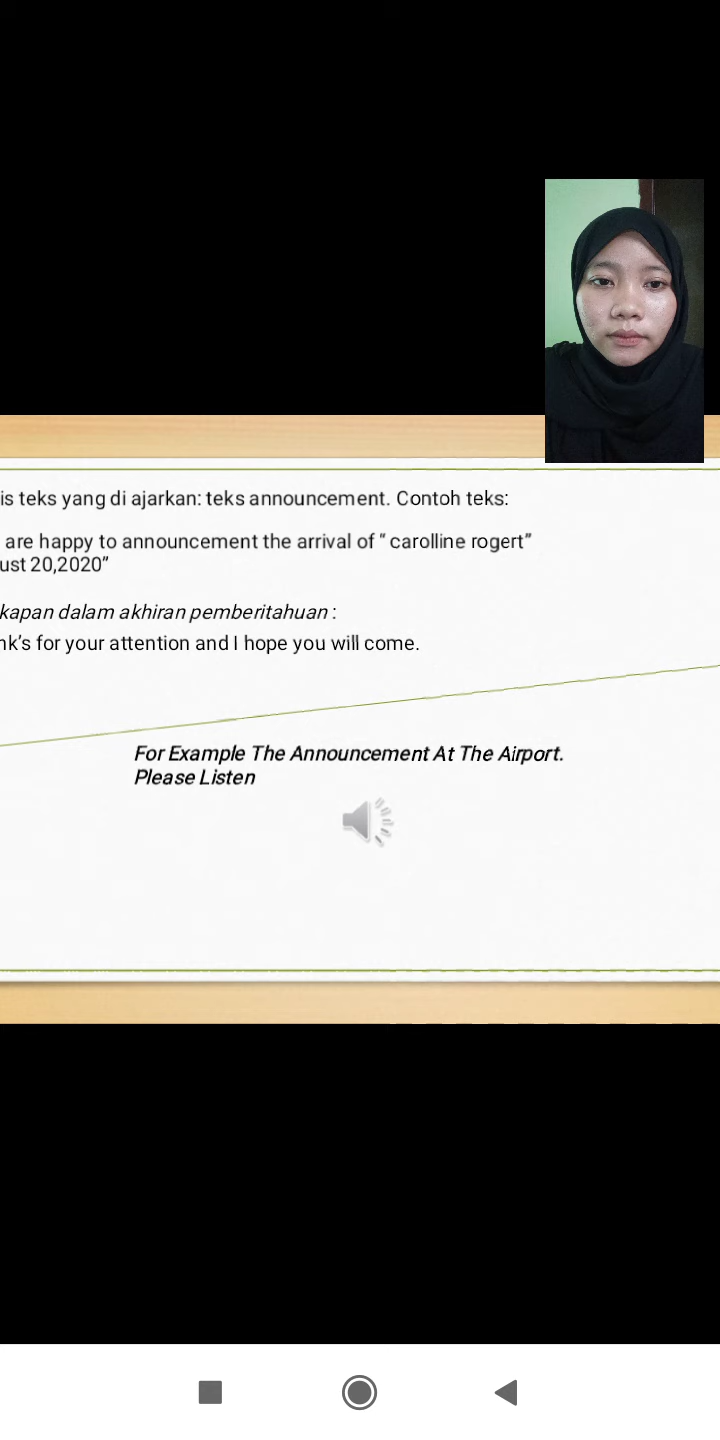 is teks yang di ajarkan: teks announcement. Contoh teks:
are happy to announcement the arrival of “ carolline rogert”
ust 20,2020”
kapan dalam akhiran pemberitahuan :
nk’s for your attention and I hope you will come.
For Example The Announcement At The Airport.
Please Listen